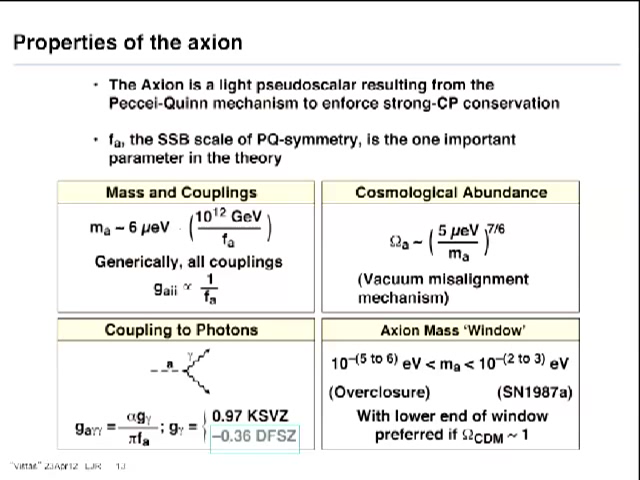 Properties of the axion
• The Axion is a light pseudoscalar resulting from the
Peccei-Quinn mechanism to enforce strong-CP conservation
• fₐ, the SSB scale of PQ-symmetry, is the one important
parameter in the theory
Mass and Couplings
mₐ ~ 6 μeV · (10¹² GeV / fₐ)
Generically, all couplings
gₐᵢᵢ ∝ 1 / fₐ
Cosmological Abundance
Ωₐ ~ (5 μeV / mₐ)^7/6
(Vacuum misalignment
mechanism)
Coupling to Photons
a γ
gₐγγ = αgγ / πfₐ ; gγ = { 0.97 KSVZ
−0.36 DFSZ
Axion Mass ‘Window’
10^−(5 to 6) eV < mₐ < 10^−(2 to 3) eV
(Overclosure) (SN1987a)
With lower end of window
preferred if Ω_CDM ~ 1
LJR 13